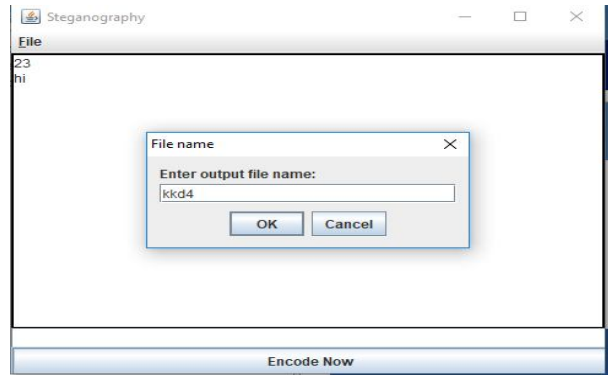 Steganography
File
23
hi
File name
Enter output file name:
kkd4
OK Cancel
Encode Now